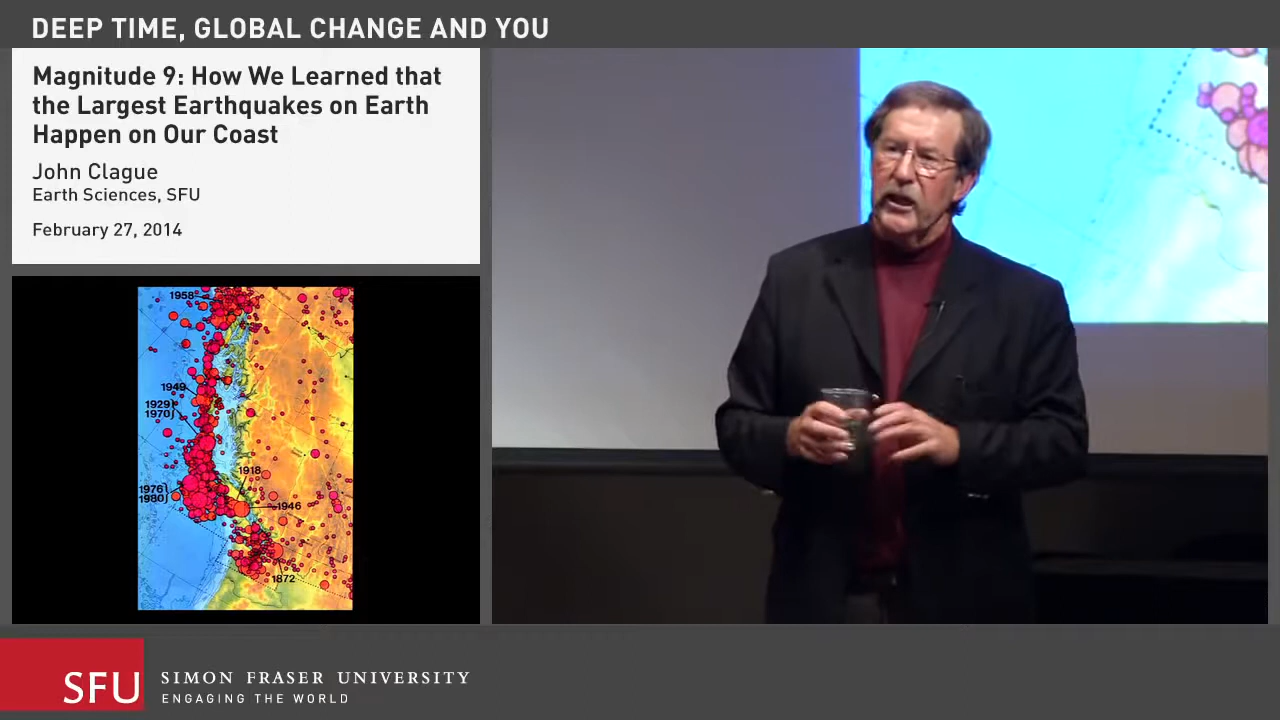 DEEP TIME, GLOBAL CHANGE AND YOU
Magnitude 9: How We Learned that
the Largest Earthquakes on Earth
Happen on Our Coast
John Clague
Earth Sciences, SFU
February 27, 2014
1958
1949
1929
1970
1918
1976
1980
1946
1872
SFU
SIMON FRASER UNIVERSITY
ENGAGING THE WORLD